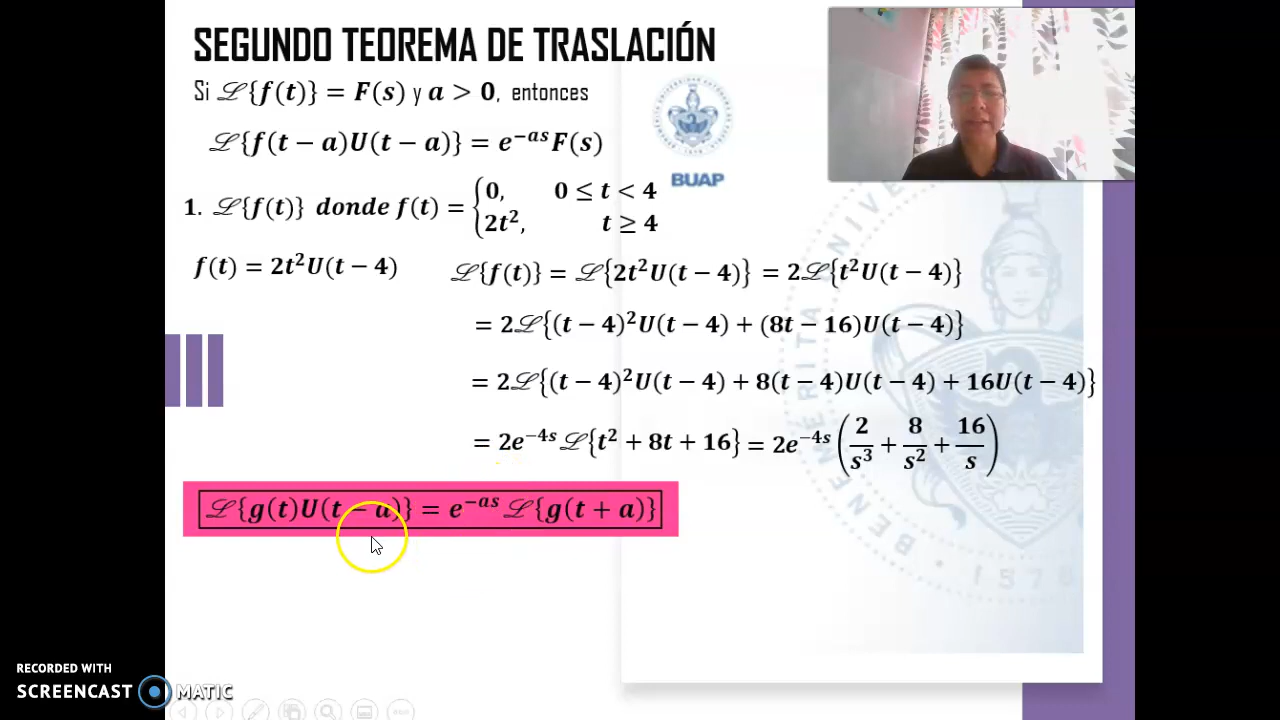 SEGUNDO TEOREMA DE TRASLACIÓN
Si ℒ{f(t)} = F(s) y a > 0, entonces
ℒ{f(t − a)U(t − a)} = e^{−as}F(s)
BUAP
1. ℒ{f(t)} donde f(t) = {0, 0 ≤ t < 4
2t², t ≥ 4
f(t) = 2t²U(t − 4)
ℒ{f(t)} = ℒ{2t²U(t − 4)} = 2ℒ{t²U(t − 4)}
= 2ℒ{(t − 4)²U(t − 4) + (8t − 16)U(t − 4)}
= 2ℒ{(t − 4)²U(t − 4) + 8(t − 4)U(t − 4) + 16U(t − 4)}
= 2e^{−4s} ℒ{t² + 8t + 16} = 2e^{−4s} (2/s³ + 8/s² + 16/s)
ℒ{g(t)U(t − a)} = e^{−as} ℒ{g(t + a)}
RECORDED WITH
SCREENCAST MATIC